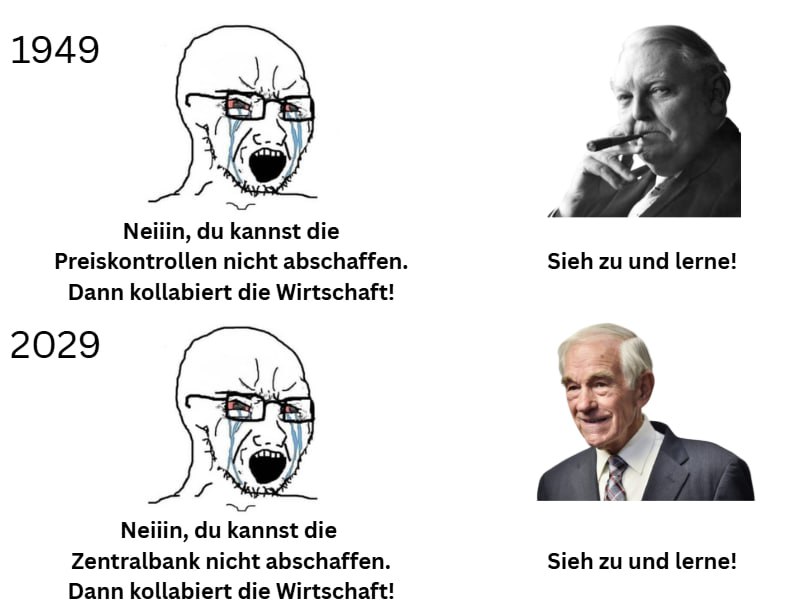 1949
Neiiin, du kannst die
Preiskontrollen nicht abschaffen.
Dann kollabiert die Wirtschaft!
Sieh zu und lerne!
2029
Neiiin, du kannst die
Zentralbank nicht abschaffen.
Dann kollabiert die Wirtschaft!
Sieh zu und lerne!